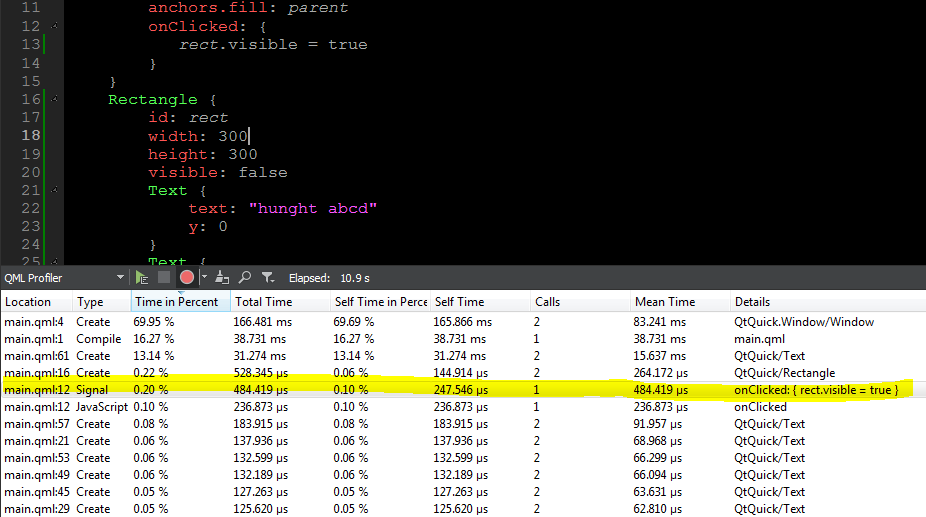 11 anchors.fill: parent
12 onClicked: {
13 rect.visible = true
14 }
15 }
16 Rectangle {
17 id: rect
18 width: 300
19 height: 300
20 visible: false
21 Text {
22 text: "hunght abcd"
23 y: 0
24 }
25 Text {
QML Profiler Elapsed: 10.9 s
Location Type Time in Percent Total Time Self Time in Perce Self Time Calls Mean Time Details
main.qml:4 Create 69.95 % 166.481 ms 69.69 % 165.866 ms 2 83.241 ms QtQuick.Window/Window
main.qml:1 Compile 16.27 % 38.731 ms 16.27 % 38.731 ms 1 38.731 ms main.qml
main.qml:61 Create 13.14 % 31.274 ms 13.14 % 31.274 ms 2 15.637 ms QtQuick/Text
main.qml:16 Create 0.22 % 528.345 µs 0.06 % 144.914 µs 2 264.172 µs QtQuick/Rectangle
main.qml:12 Signal 0.20 % 484.419 µs 0.10 % 247.546 µs 1 484.419 µs onClicked: { rect.visible = true }
main.qml:12 JavaScript 0.10 % 236.873 µs 0.10 % 236.873 µs 1 236.873 µs onClicked
main.qml:57 Create 0.08 % 183.915 µs 0.08 % 183.915 µs 2 91.957 µs QtQuick/Text
main.qml:21 Create 0.06 % 137.936 µs 0.06 % 137.936 µs 2 68.968 µs QtQuick/Text
main.qml:53 Create 0.06 % 132.599 µs 0.06 % 132.599 µs 2 66.299 µs QtQuick/Text
main.qml:49 Create 0.06 % 132.189 µs 0.06 % 132.189 µs 2 66.094 µs QtQuick/Text
main.qml:45 Create 0.05 % 127.263 µs 0.05 % 127.263 µs 2 63.631 µs QtQuick/Text
main.qml:29 Create 0.05 % 125.620 µs 0.05 % 125.620 µs 2 62.810 µs QtQuick/Text